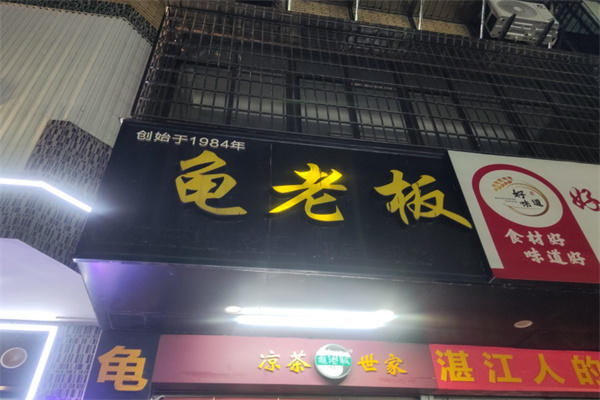 创始于1984年
龟老板
好味道
食材好
味道好
好
龟
凉茶
世家
湛江人的